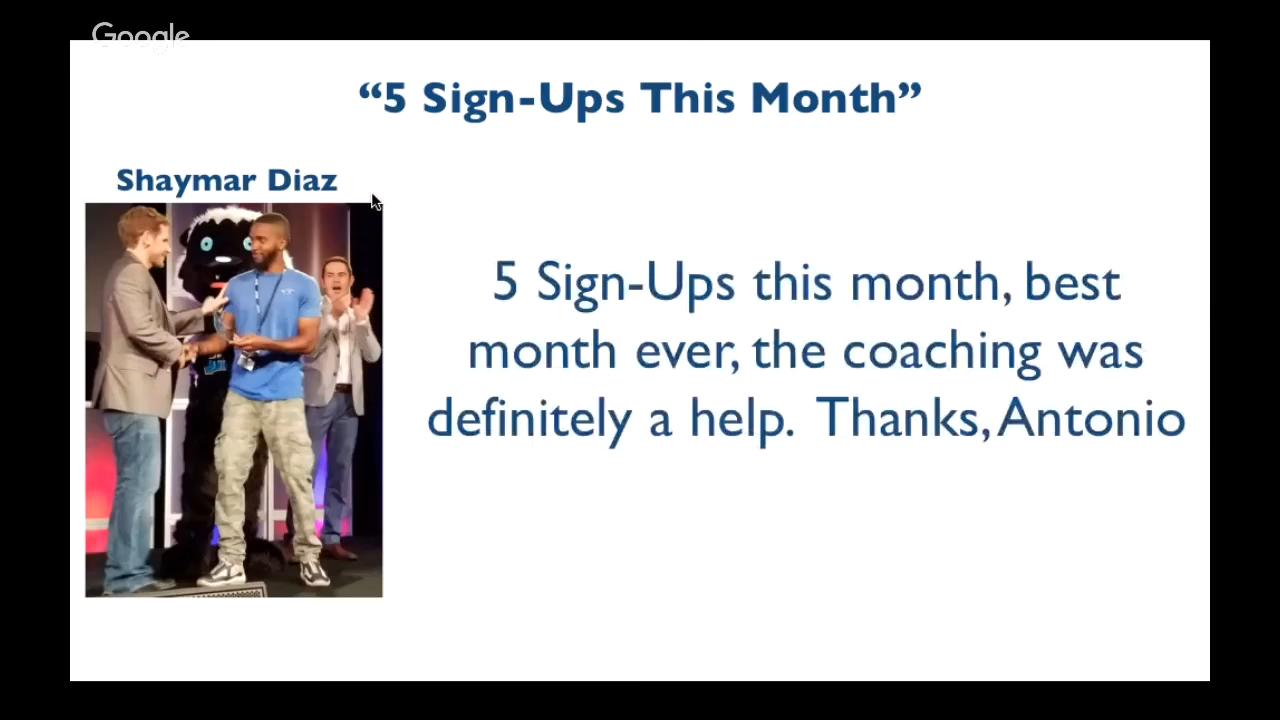 Google
“5 Sign-Ups This Month”
Shaymar Diaz
5 Sign-Ups this month, best
month ever, the coaching was
definitely a help.  Thanks, Antonio